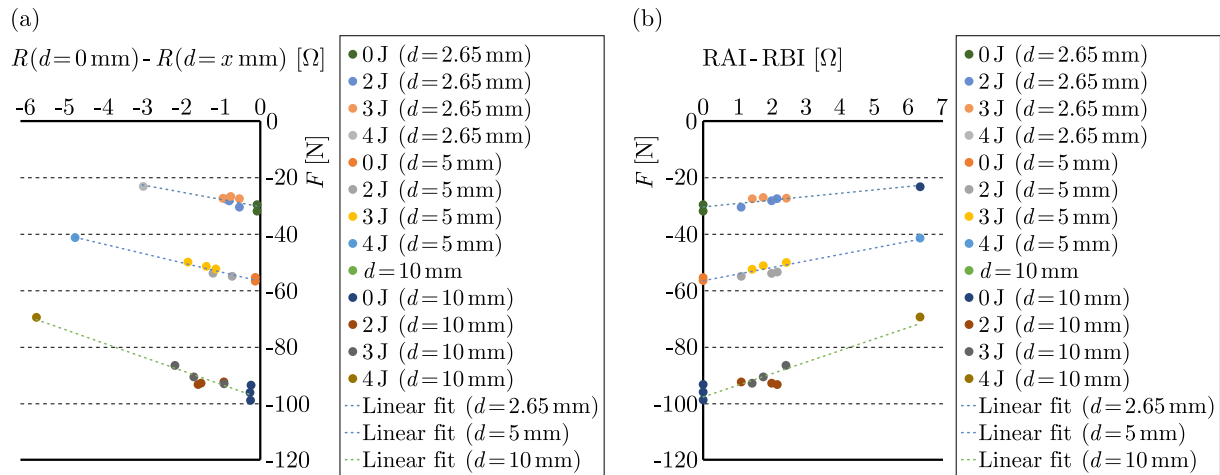 (a)
R(d=0 mm) - R(d=x mm) [Ω]
-6 -5 -4 -3 -2 -1 0
0
-20
-40
-60
-80
-100
-120
F [N]
0 J (d=2.65 mm)
2 J (d=2.65 mm)
3 J (d=2.65 mm)
4 J (d=2.65 mm)
0 J (d=5 mm)
2 J (d=5 mm)
3 J (d=5 mm)
4 J (d=5 mm)
d=10 mm
0 J (d=10 mm)
2 J (d=10 mm)
3 J (d=10 mm)
4 J (d=10 mm)
Linear fit (d=2.65 mm)
Linear fit (d=5 mm)
Linear fit (d=10 mm)
(b)
RAI-RBI [Ω]
0 1 2 3 4 5 6 7
0
-20
-40
-60
-80
-100
-120
F [N]
0 J (d=2.65 mm)
2 J (d=2.65 mm)
3 J (d=2.65 mm)
4 J (d=2.65 mm)
0 J (d=5 mm)
2 J (d=5 mm)
3 J (d=5 mm)
4 J (d=5 mm)
d=10 mm
0 J (d=10 mm)
2 J (d=10 mm)
3 J (d=10 mm)
4 J (d=10 mm)
Linear fit (d=2.65 mm)
Linear fit (d=5 mm)
Linear fit (d=10 mm)